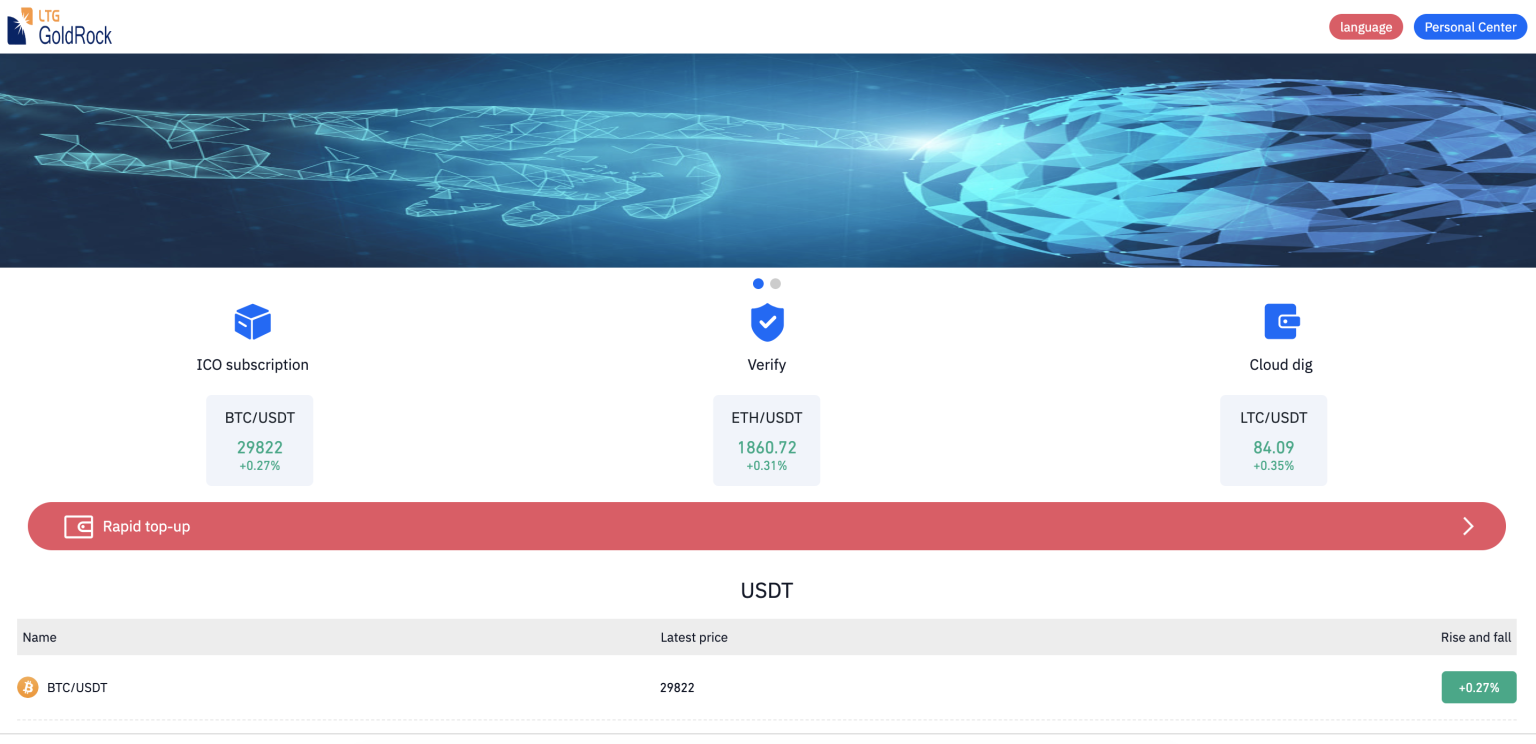 LTG
GoldRock
language
Personal Center
ICO subscription
Verify
Cloud dig
BTC/USDT
29822
+0.27%
ETH/USDT
1860.72
+0.31%
LTC/USDT
84.09
+0.35%
Rapid top-up
USDT
Name Latest price Rise and fall
BTC/USDT 29822 +0.27%